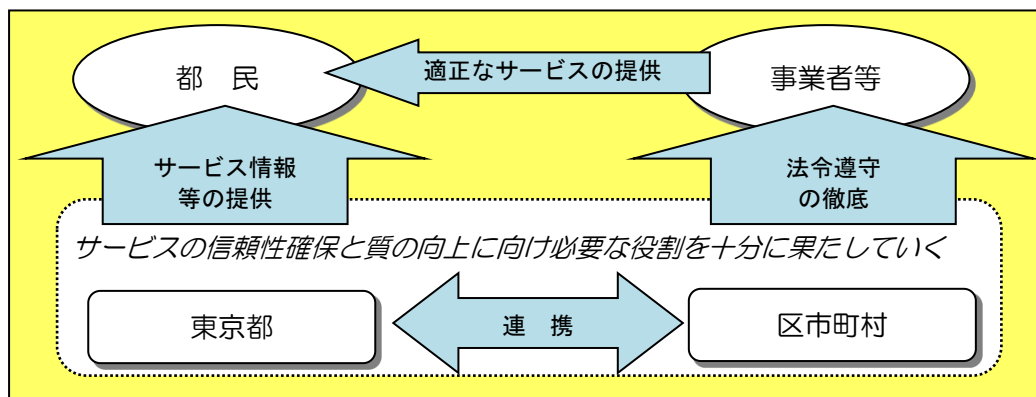 都　民
適正なサービスの提供
事業者等
サービス情報
等の提供
法令遵守
の徹底
サービスの信頼性確保と質の向上に向け必要な役割を十分に果たしていく
東京都
連　携
区市町村